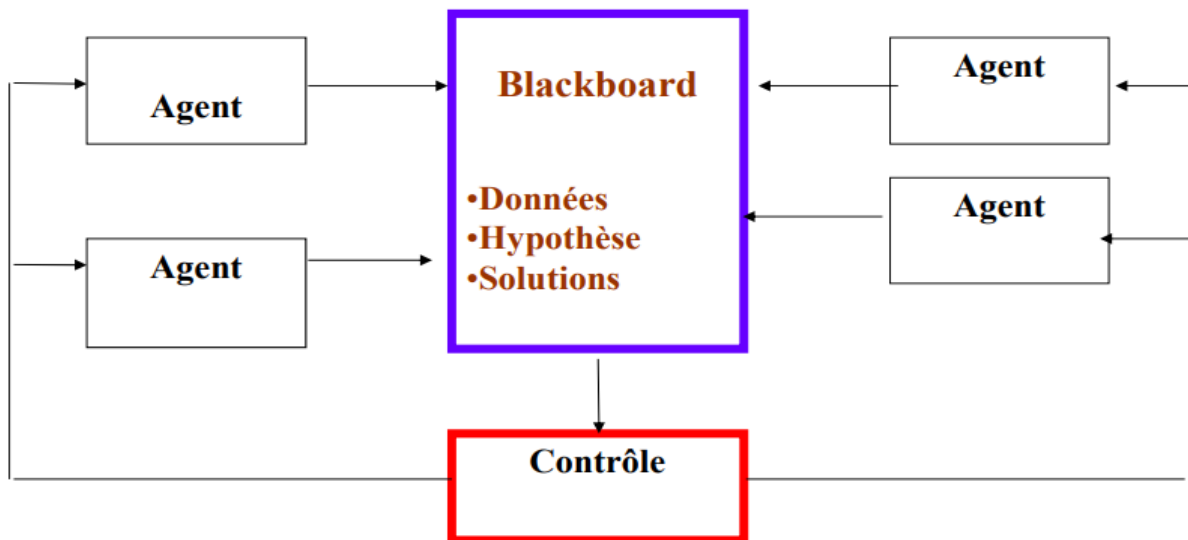 Agent
Agent
Blackboard
•Données
•Hypothèse
•Solutions
Agent
Agent
Contrôle